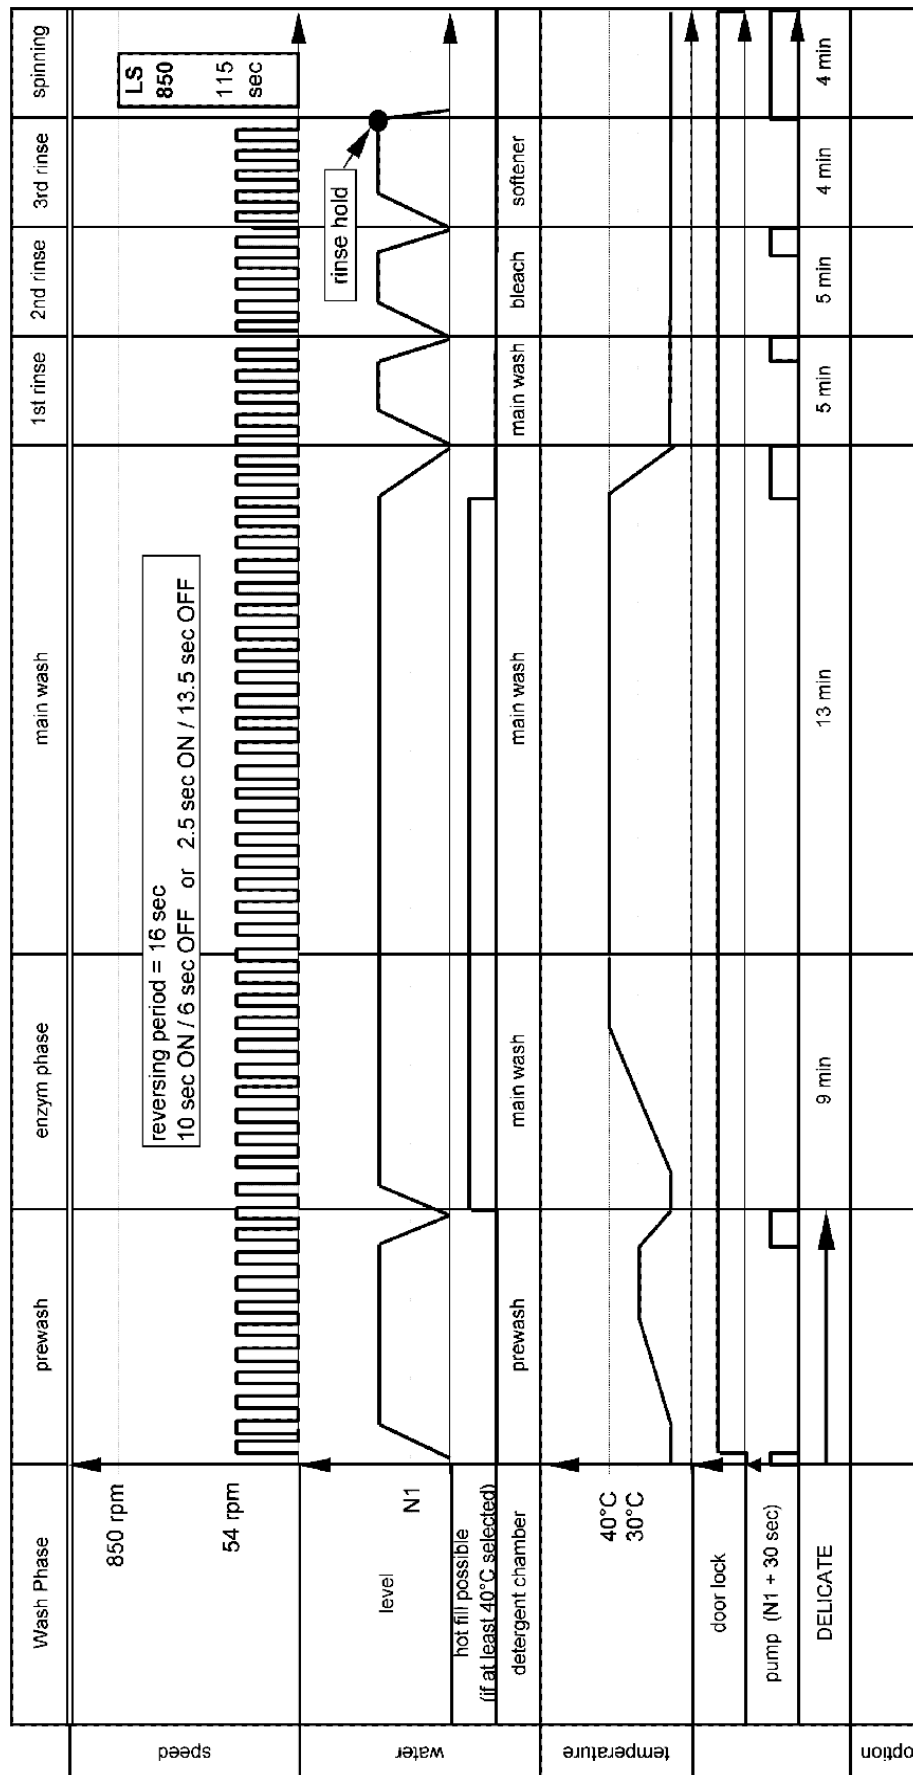 Wash Phase
prewash
enzym phase
main wash
1st rinse
2nd rinse
3rd rinse
spinning
speed
850 rpm
54 rpm
reversing period = 16 sec
10 sec ON / 6 sec OFF or 2.5 sec ON / 13.5 sec OFF
LS
850
115
sec
water
level
N1
rinse hold
hot fill possible
(if at least 40°C selected)
detergent chamber
prewash
main wash
main wash
main wash
bleach
softener
temperature
40°C
30°C
door lock
pump (N1 + 30 sec)
DELICATE
9 min
13 min
5 min
5 min
4 min
4 min
option